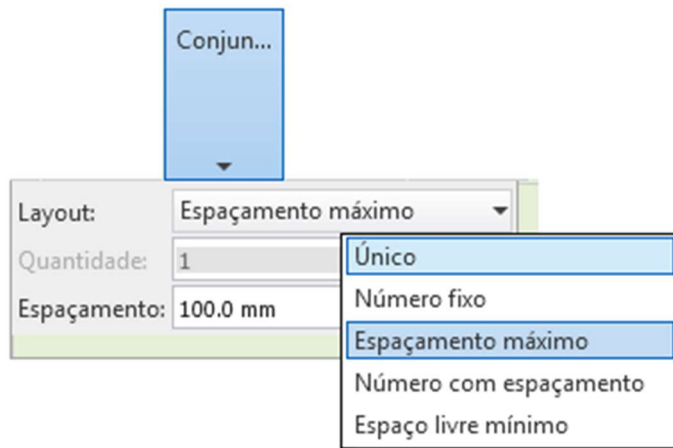 Conjun...
Layout: Espaçamento máximo
Quantidade: 1
Espaçamento: 100.0 mm
Único
Número fixo
Espaçamento máximo
Número com espaçamento
Espaço livre mínimo